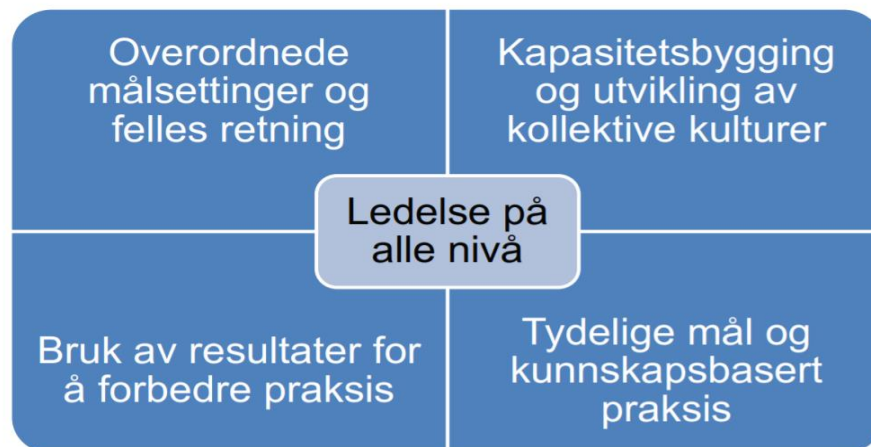 Overordnede
målsettinger og
felles retning
Kapasitetsbygging
og utvikling av
kollektive kulturer
Ledelse på
alle nivå
Bruk av resultater for
å forbedre praksis
Tydelige mål og
kunnskapsbasert
praksis